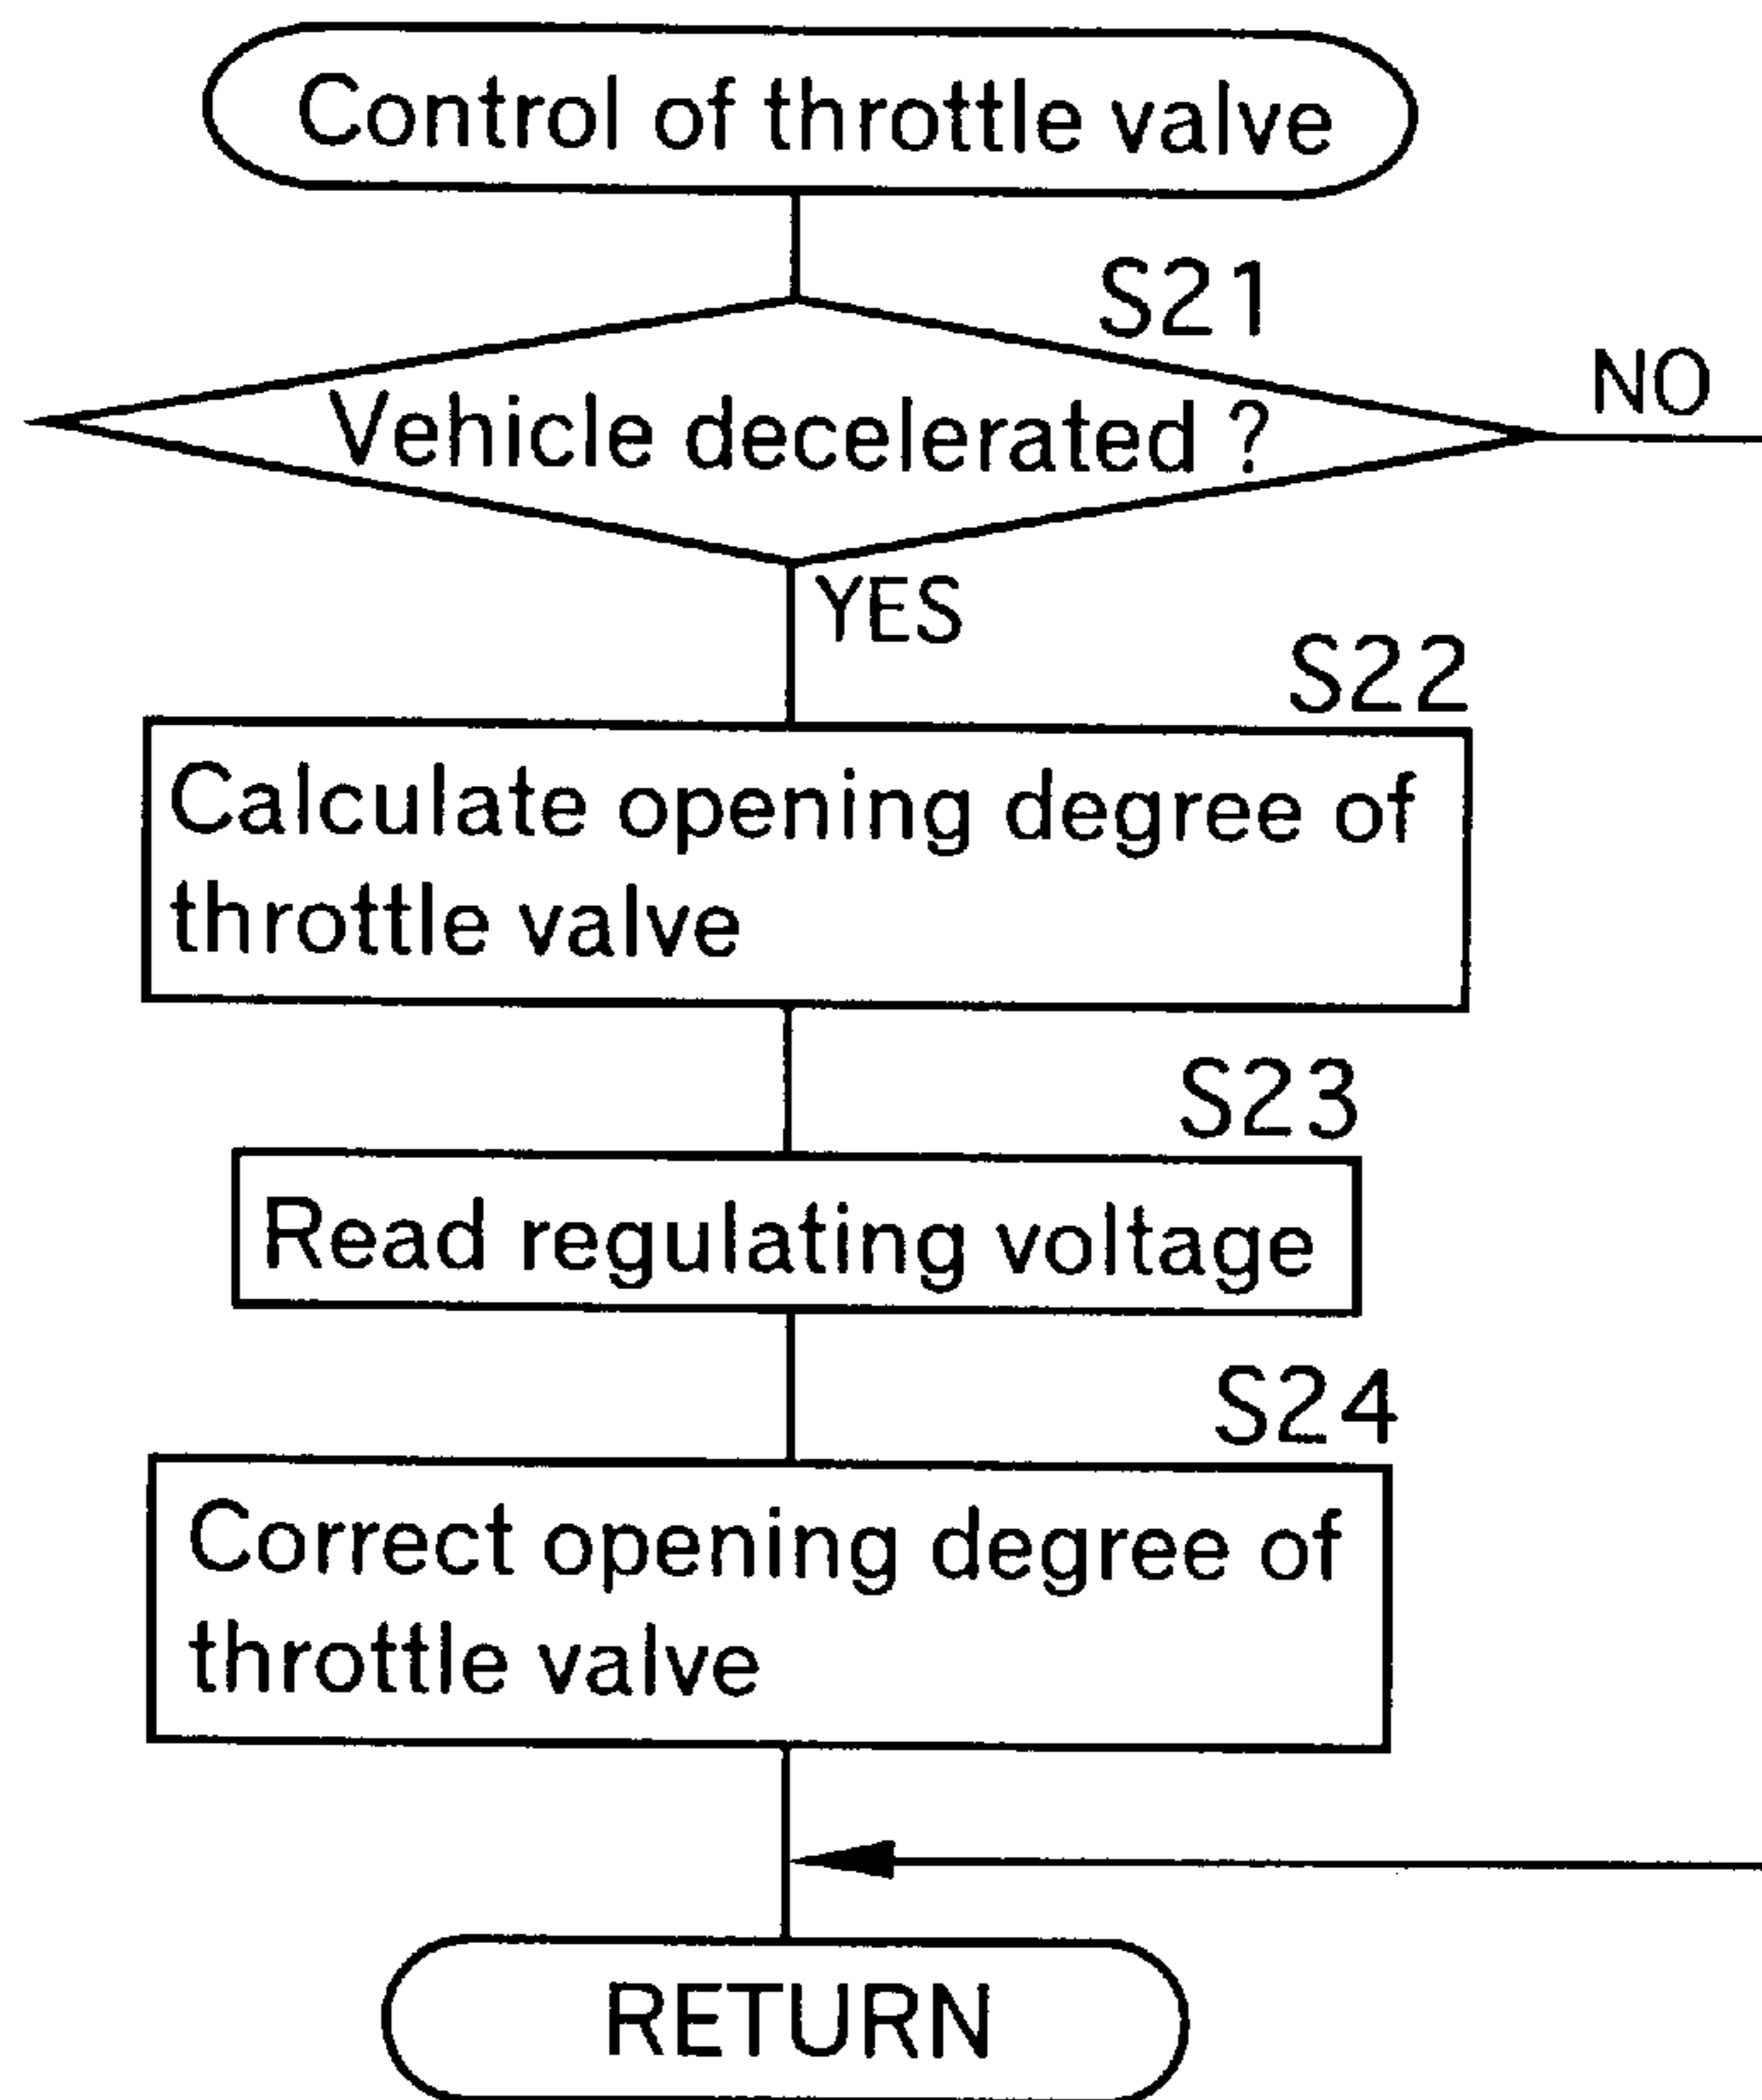 Control of throttle valve
S21
Vehicle decelerated ?
NO
YES
S22
Calculate opening degree of
throttle valve
S23
Read regulating voltage
S24
Correct opening degree of
throttle valve
RETURN